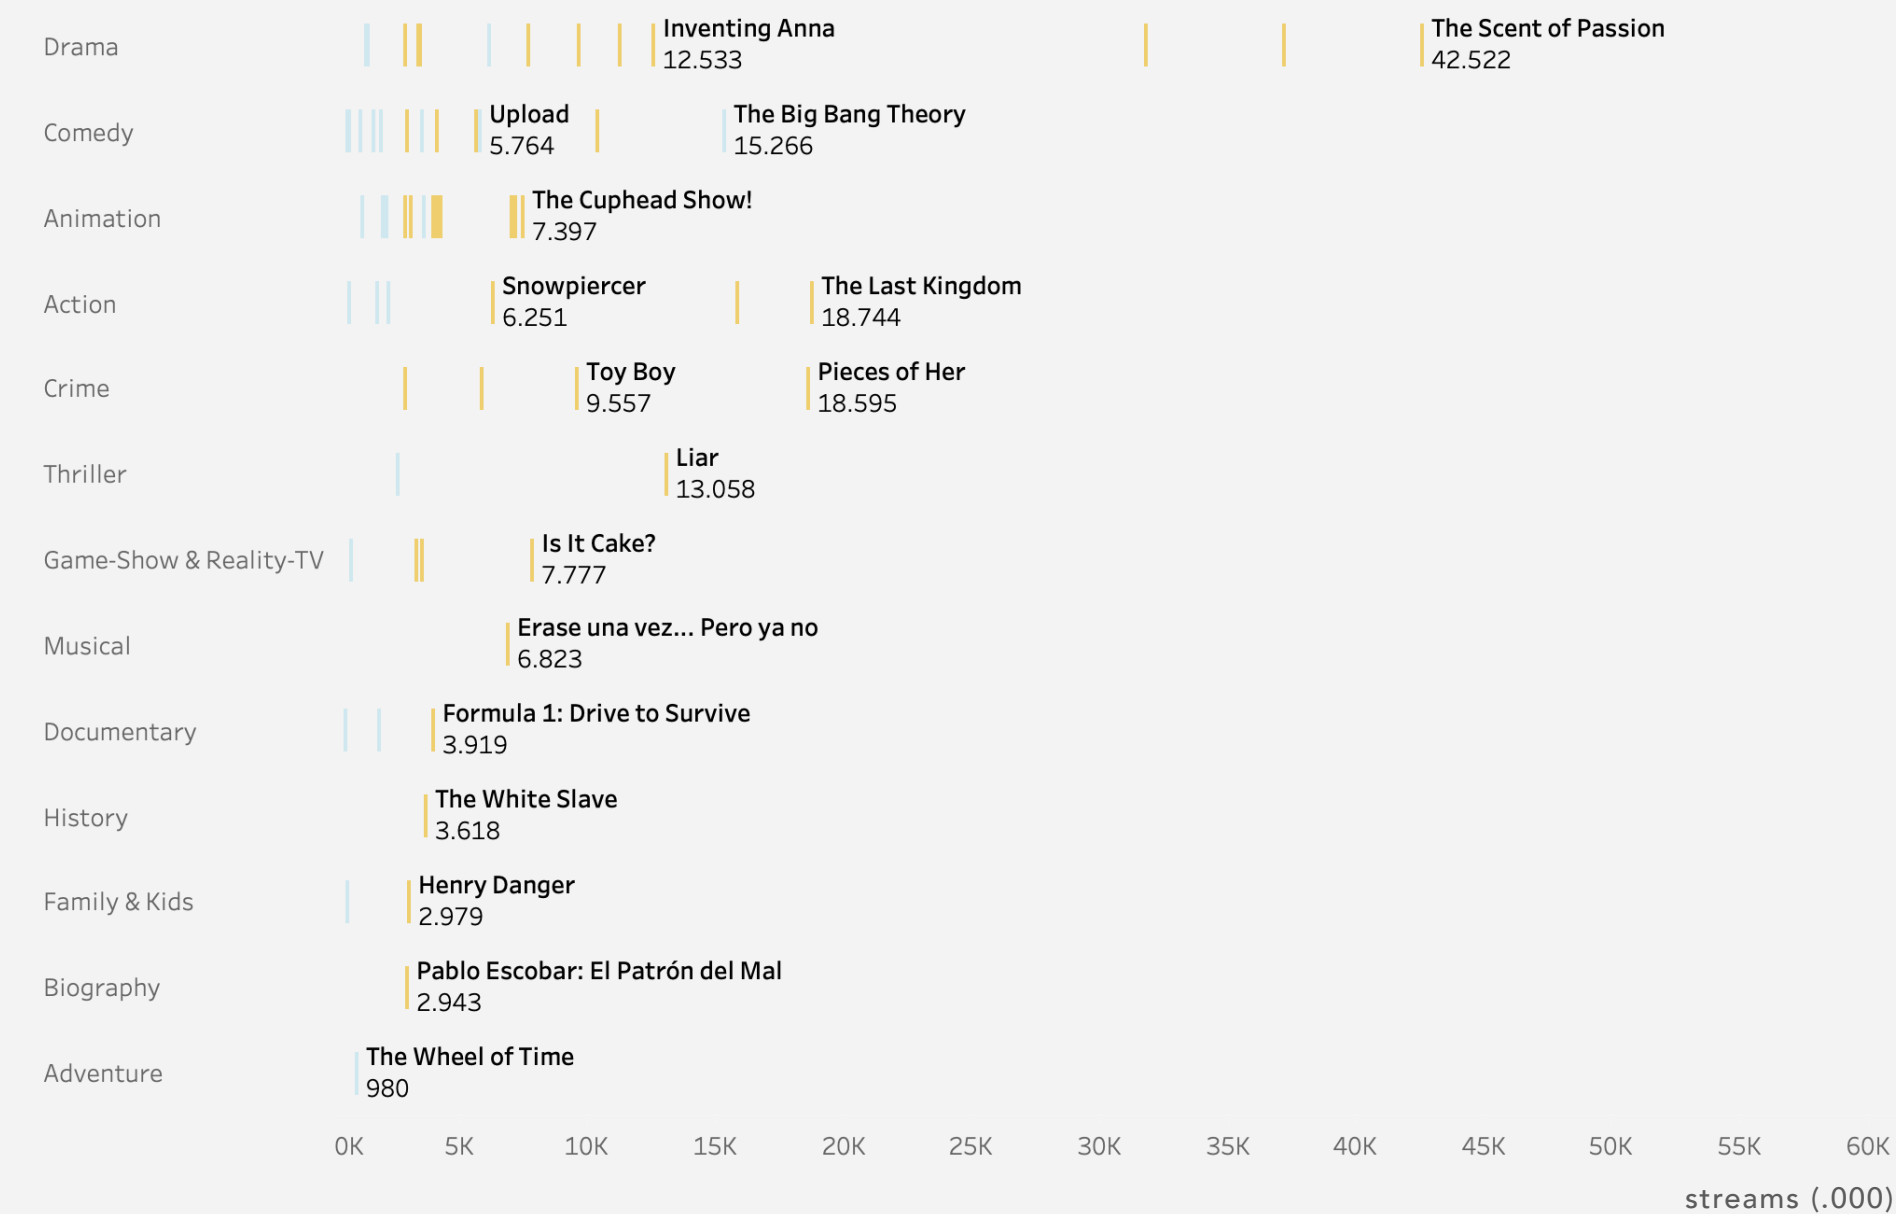 Drama
Inventing Anna
12.533
The Scent of Passion
42.522
Comedy
Upload
5.764
The Big Bang Theory
15.266
Animation
The Cuphead Show!
7.397
Action
Snowpiercer
6.251
The Last Kingdom
18.744
Crime
Toy Boy
9.557
Pieces of Her
18.595
Thriller
Liar
13.058
Game-Show & Reality-TV
Is It Cake?
7.777
Musical
Erase una vez... Pero ya no
6.823
Documentary
Formula 1: Drive to Survive
3.919
History
The White Slave
3.618
Family & Kids
Henry Danger
2.979
Biography
Pablo Escobar: El Patrón del Mal
2.943
Adventure
The Wheel of Time
980
0K 5K 10K 15K 20K 25K 30K 35K 40K 45K 50K 55K 60K
streams (.000)